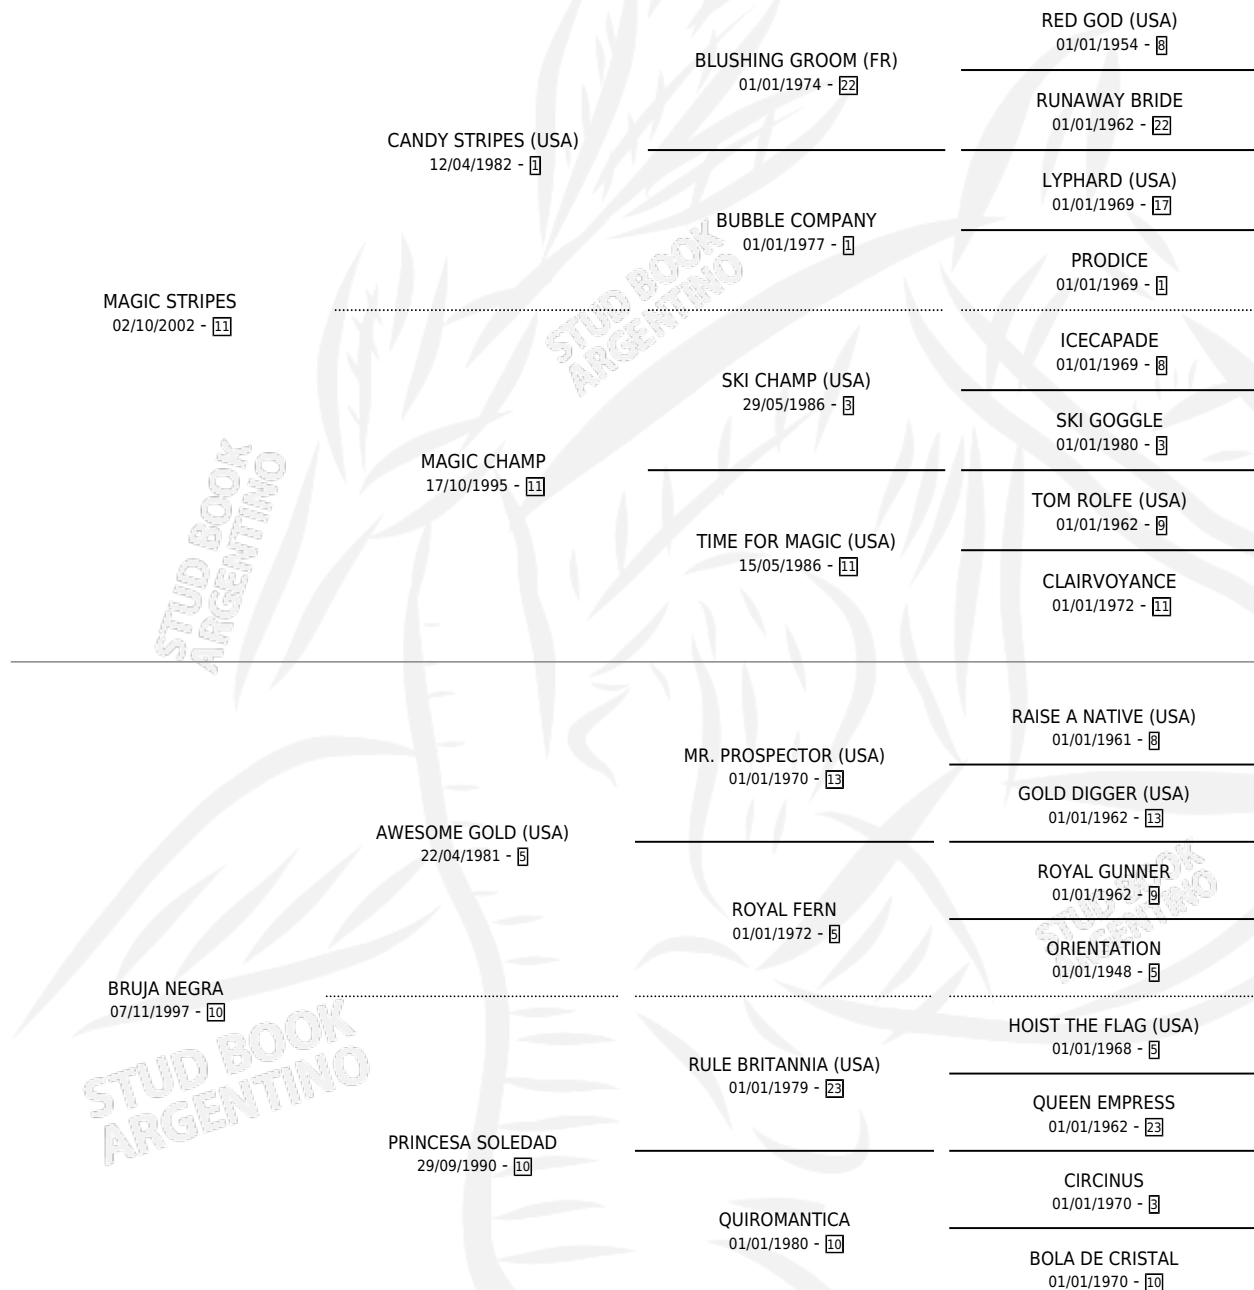 RED GOD (USA)
01/01/1954 - 8
BLUSHING GROOM (FR)
01/01/1974 - 22
RUNAWAY BRIDE
01/01/1962 - 22
CANDY STRIPES (USA)
12/04/1982 - 1
LYPHARD (USA)
01/01/1969 - 17
BUBBLE COMPANY
01/01/1977 - 1
PRODICE
01/01/1969 - 1
MAGIC STRIPES
02/10/2002 - 11
ICECAPADE
01/01/1969 - 8
SKI CHAMP (USA)
29/05/1986 - 3
SKI GOGGLE
01/01/1980 - 3
MAGIC CHAMP
17/10/1995 - 11
TOM ROLFE (USA)
01/01/1962 - 9
TIME FOR MAGIC (USA)
15/05/1986 - 11
CLAIRVOYANCE
01/01/1972 - 11
RAISE A NATIVE (USA)
01/01/1961 - 8
MR. PROSPECTOR (USA)
01/01/1970 - 13
GOLD DIGGER (USA)
01/01/1962 - 13
AWESOME GOLD (USA)
22/04/1981 - 5
ROYAL GUNNER
01/01/1962 - 9
ROYAL FERN
01/01/1972 - 5
ORIENTATION
01/01/1948 - 5
BRUJA NEGRA
07/11/1997 - 10
HOIST THE FLAG (USA)
01/01/1968 - 5
RULE BRITANNIA (USA)
01/01/1979 - 23
QUEEN EMPRESS
01/01/1962 - 23
PRINCESA SOLEDAD
29/09/1990 - 10
CIRCINUS
01/01/1970 - 3
QUIROMANTICA
01/01/1980 - 10
BOLA DE CRISTAL
01/01/1970 - 10
STUD BOOK
ARGENTINO
STUD BOOK
ARGENTINO
STUD BOOK
ARGENTINO
STUD BOOK
ARGENTINO